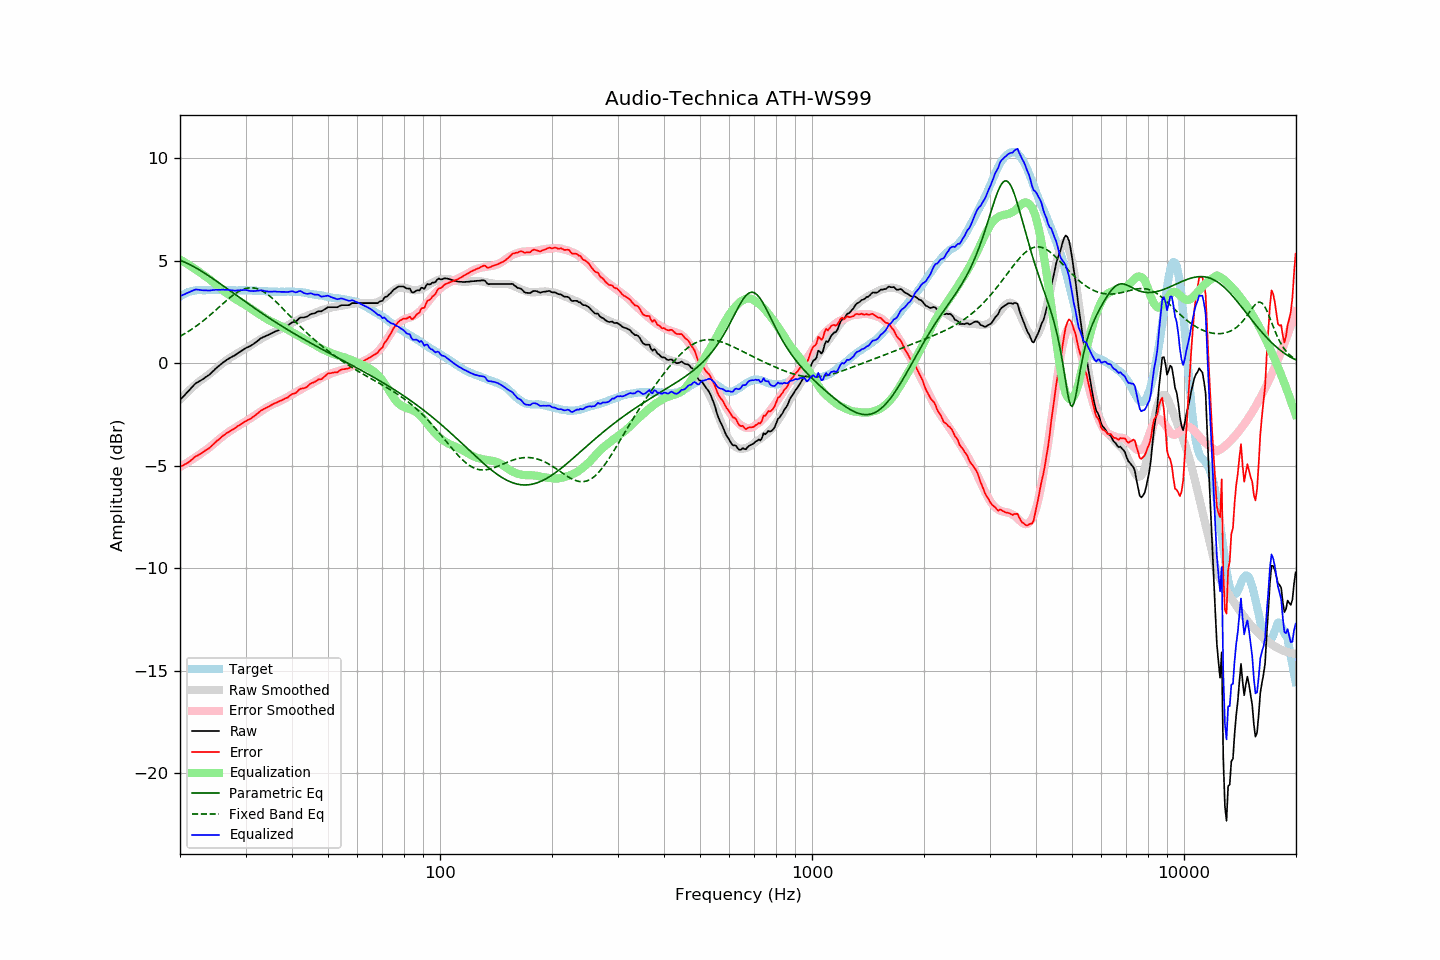 Audio-Technica ATH-WS99
10
5
0
−5
−10
−15
−20
Amplitude (dBr)
Target
Raw Smoothed
Error Smoothed
Raw
Error
Equalization
Parametric Eq
Fixed Band Eq
Equalized
100
1000
10000
Frequency (Hz)